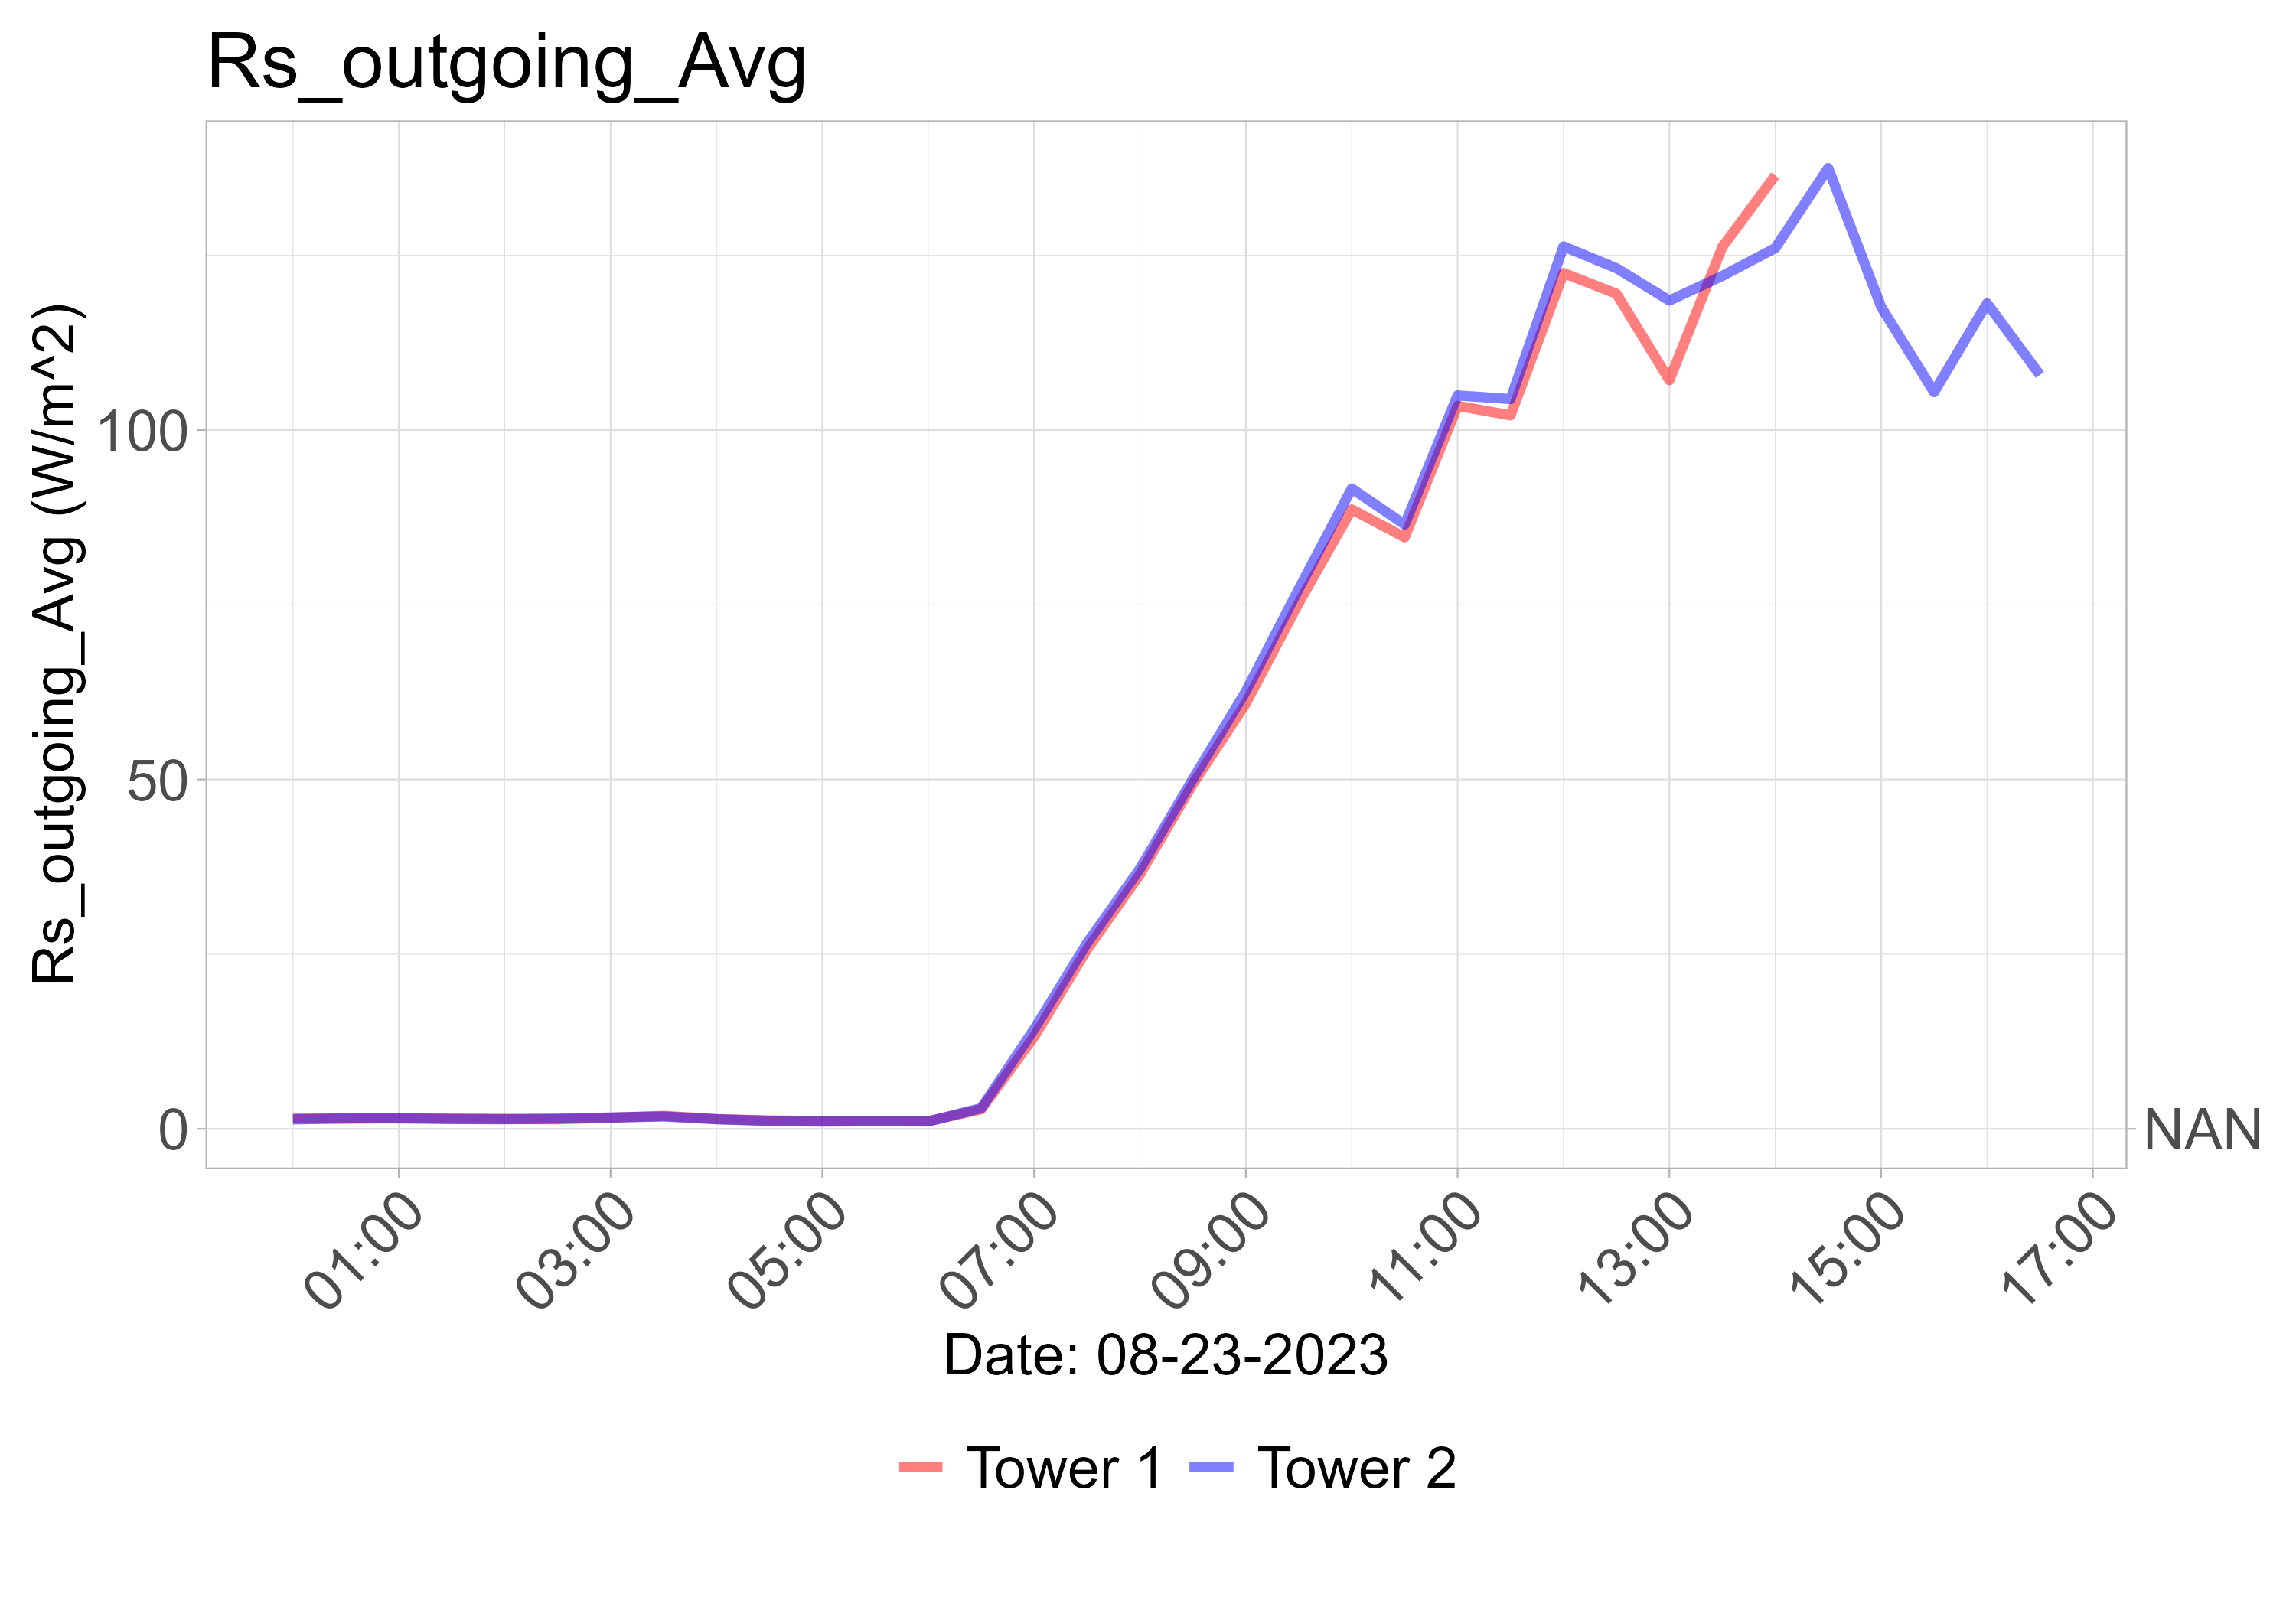 Rs_outgoing_Avg
Rs_outgoing_Avg (W/m^2)
100
50
0
NAN
01:00
03:00
05:00
07:00
09:00
11:00
13:00
15:00
17:00
Date: 08-23-2023
Tower 1
Tower 2